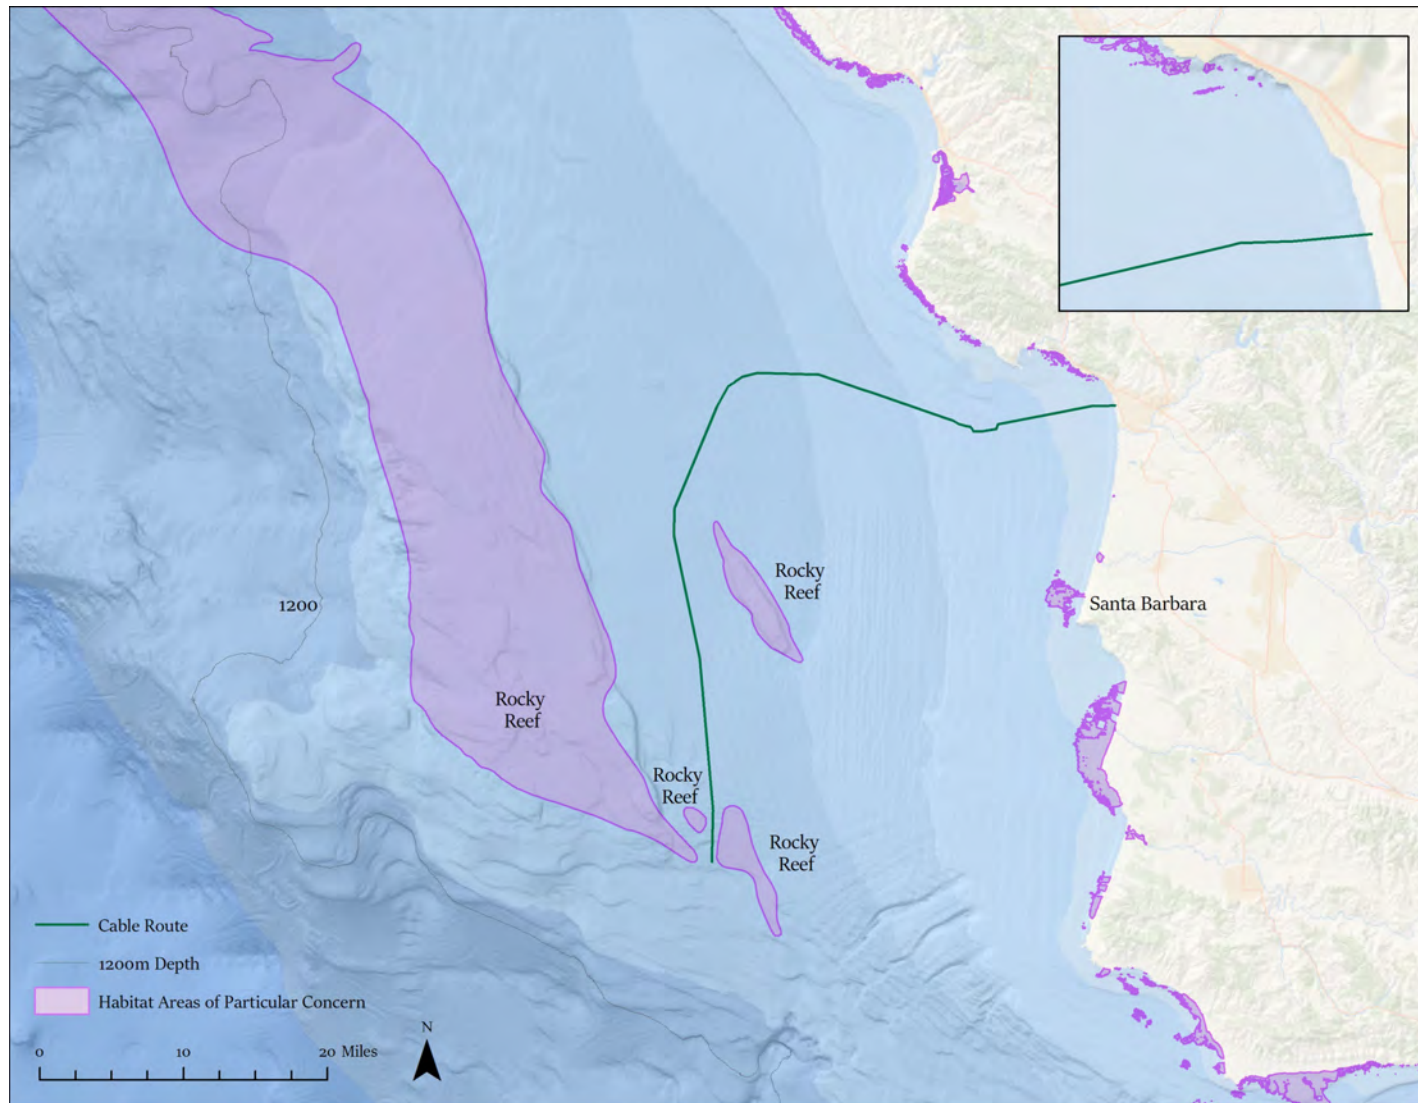 Rocky
Reef
1200
Santa Barbara
Rocky
Reef
Rocky
Reef
Rocky
Reef
Cable Route
1200m Depth
Habitat Areas of Particular Concern
N
0 10 20 Miles